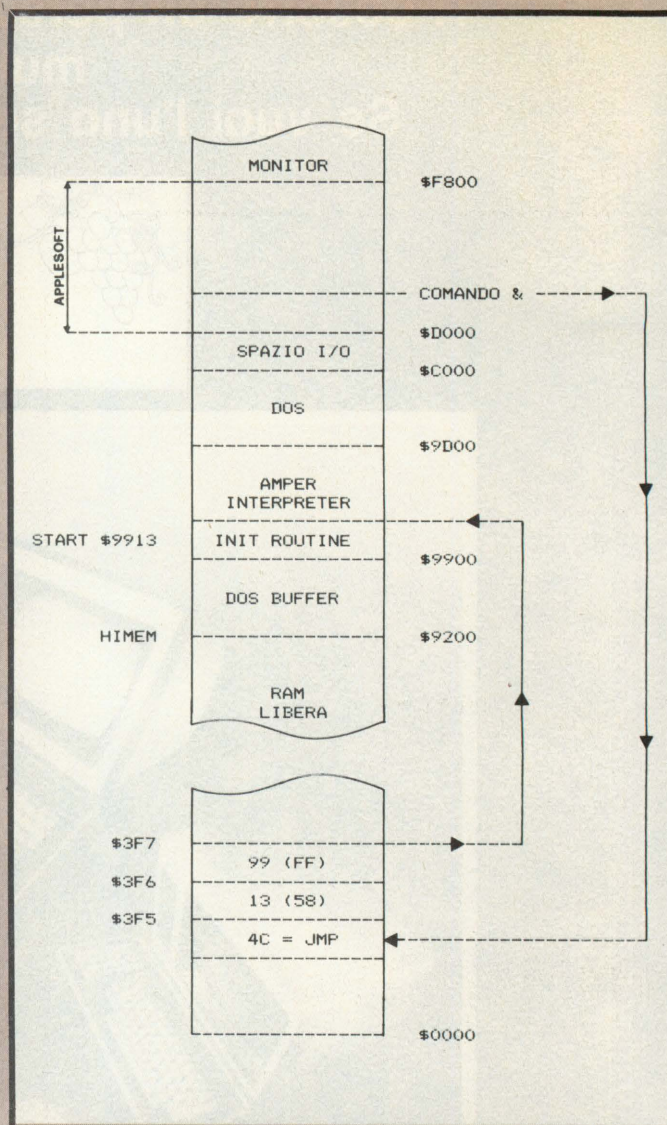 MONITOR
$F800
APPLESOFT
COMANDO &
$D000
SPAZIO I/O
$C000
DOS
$9D00
AMPER
INTERPRETER
START $9913
INIT ROUTINE
$9900
DOS BUFFER
HIMEM
$9200
RAM
LIBERA
$3F7
99 (FF)
$3F6
13 (58)
$3F5
4C = JMP
$0000